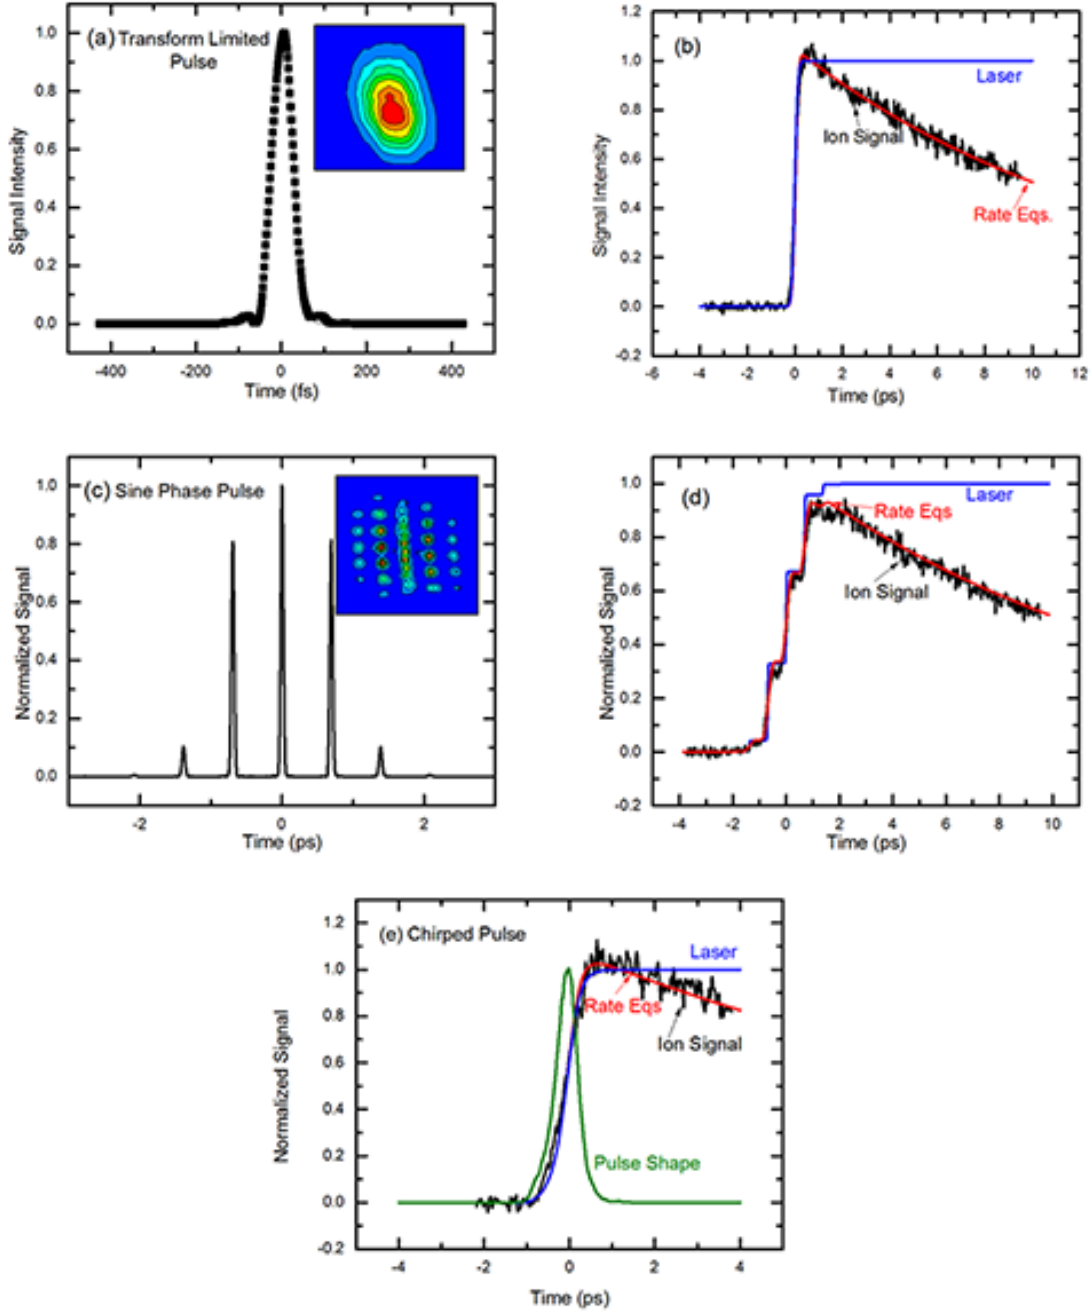 (a) Transform Limited
Pulse
Signal Intensity
1.0
0.8
0.6
0.4
0.2
0.0
-400 -200 0 200 400
Time (fs)
(b)
Laser
Ion Signal
Rate Eqs.
Signal Intensity
1.2
1.0
0.8
0.6
0.4
0.2
0.0
-0.2
-6 -4 -2 0 2 4 6 8 10 12
Time (ps)
(c) Sine Phase Pulse
Normalized Signal
1.0
0.8
0.6
0.4
0.2
0.0
-2 0 2
Time (ps)
(d)
Laser
Rate Eqs
Ion Signal
Normalized Signal
1.0
0.8
0.6
0.4
0.2
0.0
-0.2
-4 -2 0 2 4 6 8 10
Time (ps)
(e) Chirped Pulse
Laser
Rate Eqs
Ion Signal
Pulse Shape
Normalized Signal
1.2
1.0
0.8
0.6
0.4
0.2
0.0
-0.2
-4 -2 0 2 4
Time (ps)